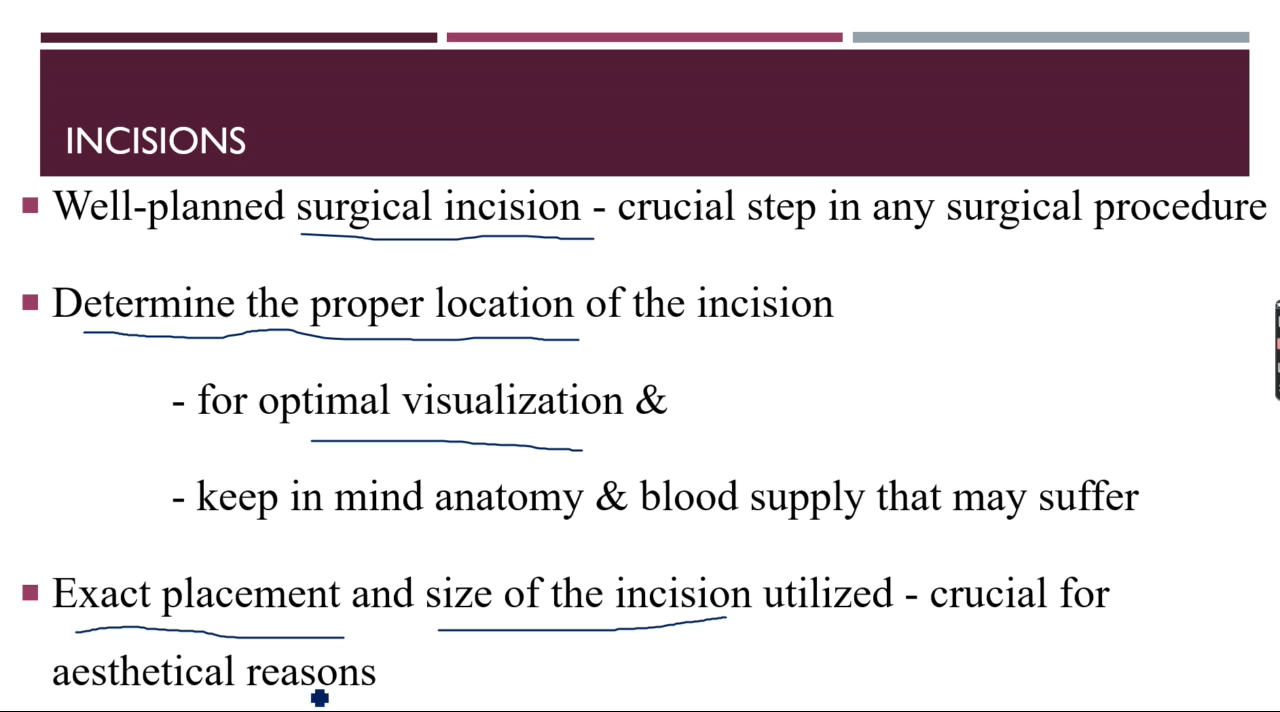 INCISIONS
Well-planned surgical incision - crucial step in any surgical procedure
Determine the proper location of the incision
- for optimal visualization &
- keep in mind anatomy & blood supply that may suffer
Exact placement and size of the incision utilized - crucial for
aesthetical reasons